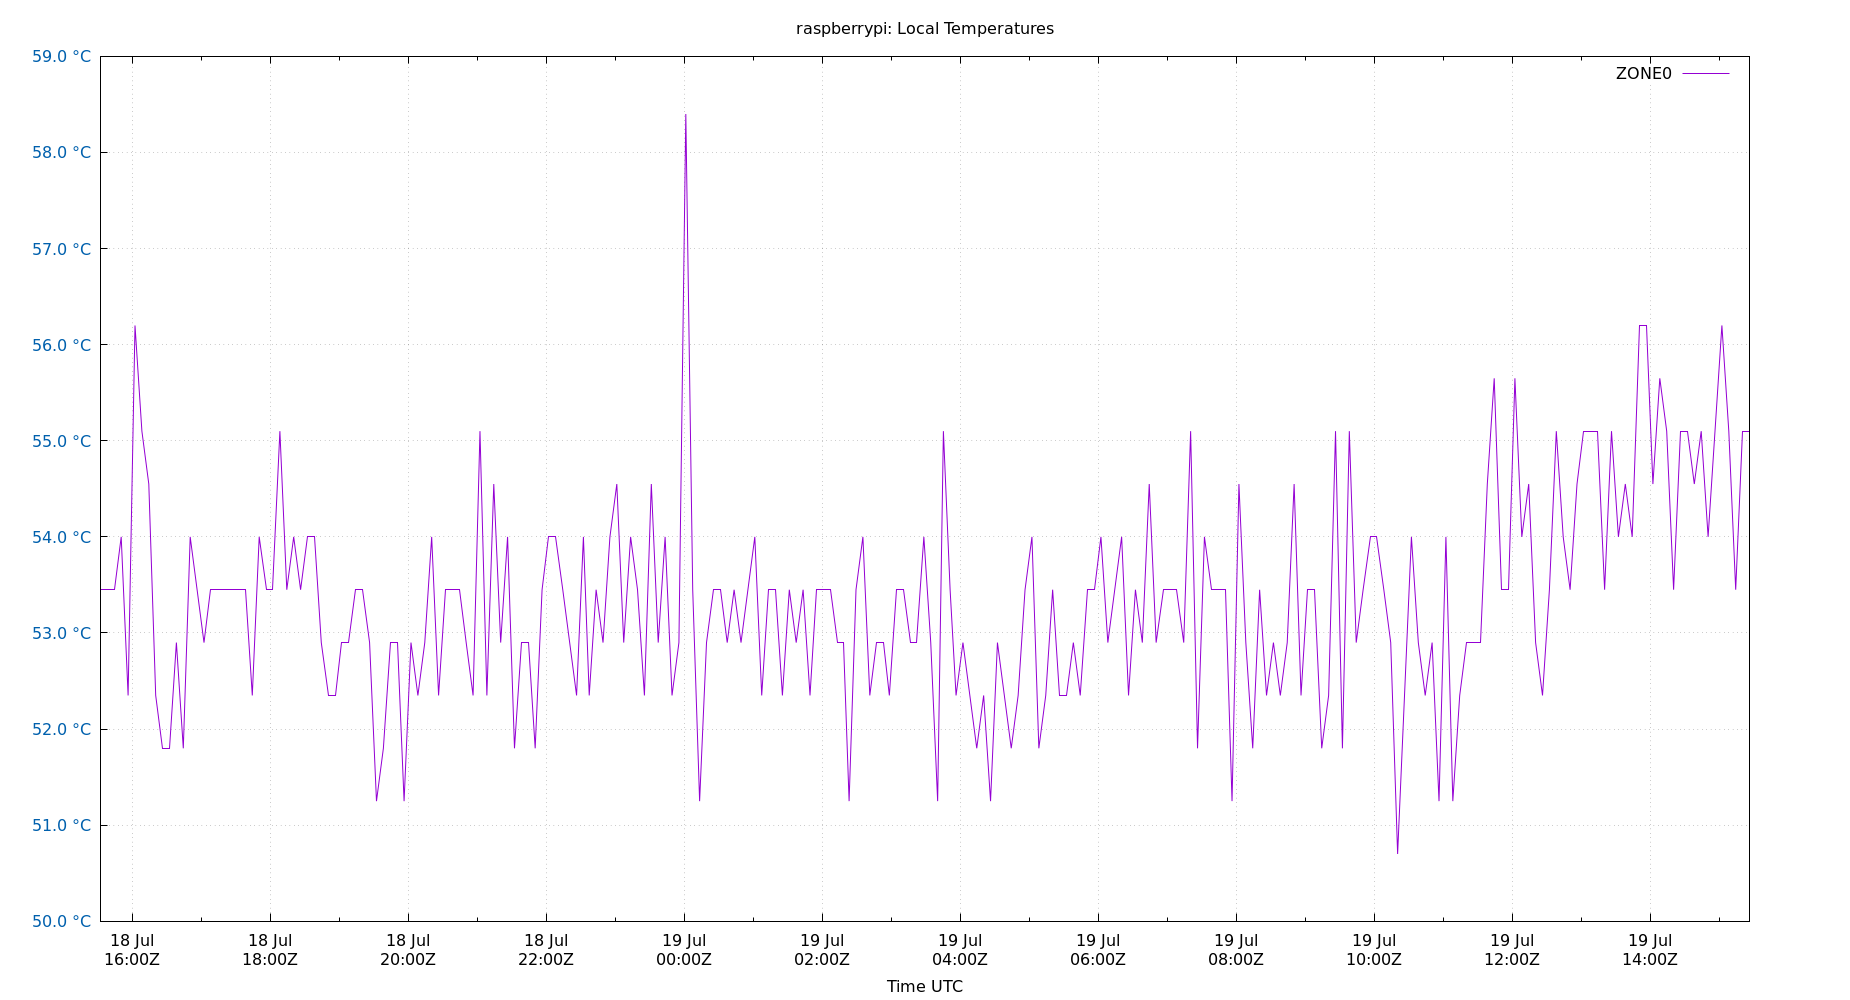 raspberrypi: Local Temperatures
59.0 °C
ZONE0
58.0 °C
57.0 °C
56.0 °C
55.0 °C
54.0 °C
53.0 °C
52.0 °C
51.0 °C
50.0 °C
18 Jul 18 Jul 18 Jul 18 Jul 19 Jul 19 Jul 19 Jul 19 Jul 19 Jul 19 Jul 19 Jul 19 Jul
16:00Z 18:00Z 20:00Z 22:00Z 00:00Z 02:00Z 04:00Z 06:00Z 08:00Z 10:00Z 12:00Z 14:00Z
Time UTC